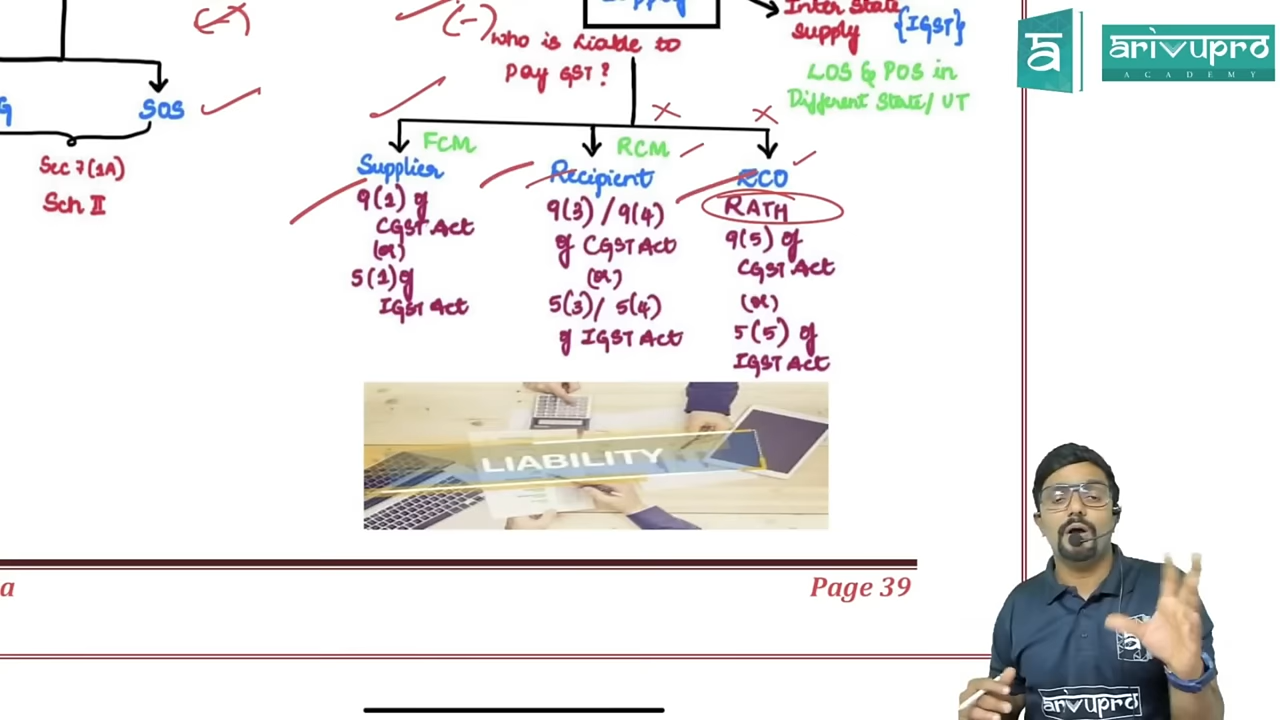 (-)
(-)
Supply
Who is Liable to
Pay GST?
Inter State
Supply {IGST}
LOS & POS in
Different State/ UT
ā
arivupro
ACADEMY
G
SOS
Sec 7(1A)
Sch II
FCM
Supplier
9(1) of
CGST Act
(or)
5(1) of
IGST Act
RCM
Recipient
9(3) / 9(4)
of CGST Act
(or)
5(3)/ 5(4)
of IGST Act
ECO
RATH
9(5) of
CGST Act
(or)
5(5) of
IGST Act
LIABILITY
a
Page 39
arivupro